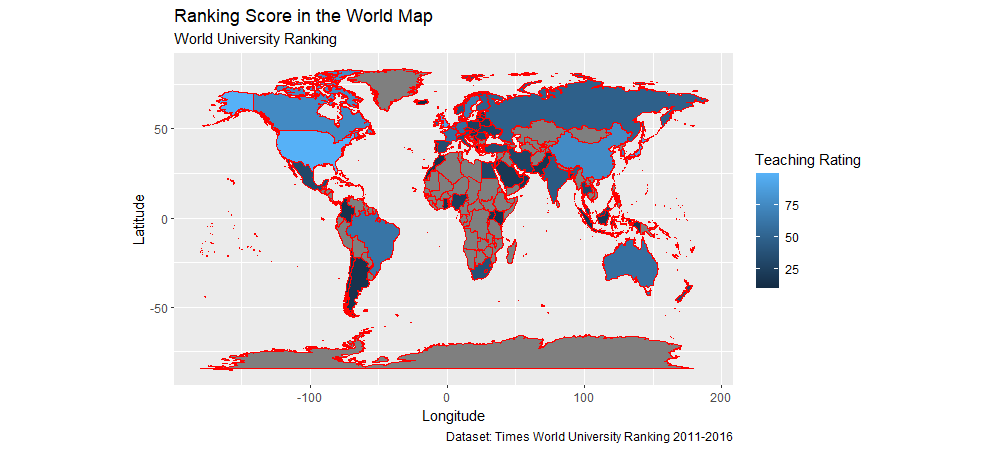 Ranking Score in the World Map
World University Ranking
Latitude
50
0
-50
-100
0
100
200
Longitude
Teaching Rating
75
50
25
Dataset: Times World University Ranking 2011-2016